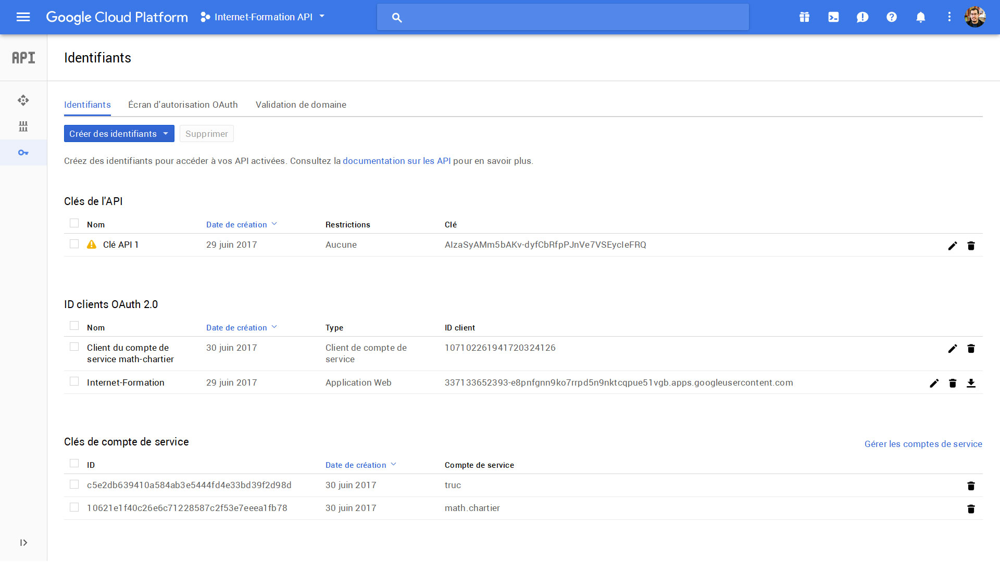 Google Cloud Platform Internet-Formation API
API Identifiants
Identifiants Écran d'autorisation OAuth Validation de domaine
Créer des identifiants Supprimer
Créez des identifiants pour accéder à vos API activées. Consultez la documentation sur les API pour en savoir plus.
Clés de l'API
Nom Date de création Restrictions Clé
Clé API 1 29 juin 2017 Aucune AIzaSyAMm5bAKv-dyfCbRfpPJnVe7VSEycIeFRQ
ID clients OAuth 2.0
Nom Date de création Type ID client
Client du compte de 30 juin 2017 Client de compte de 107102261941720324126
service math-chartier service
Internet-Formation 29 juin 2017 Application Web 337133652393-e8pnfgnn9ko7rrpd5n9nktcqpue51vgb.apps.googleusercontent.com
Clés de compte de service Gérer les comptes de service
ID Date de création Compte de service
c5e2db639410a584ab3e5444fd4e33bd39f2d98d 30 juin 2017 truc
10621e1f40c26e6c71228587c2f53e7eeea1fb78 30 juin 2017 math.chartier